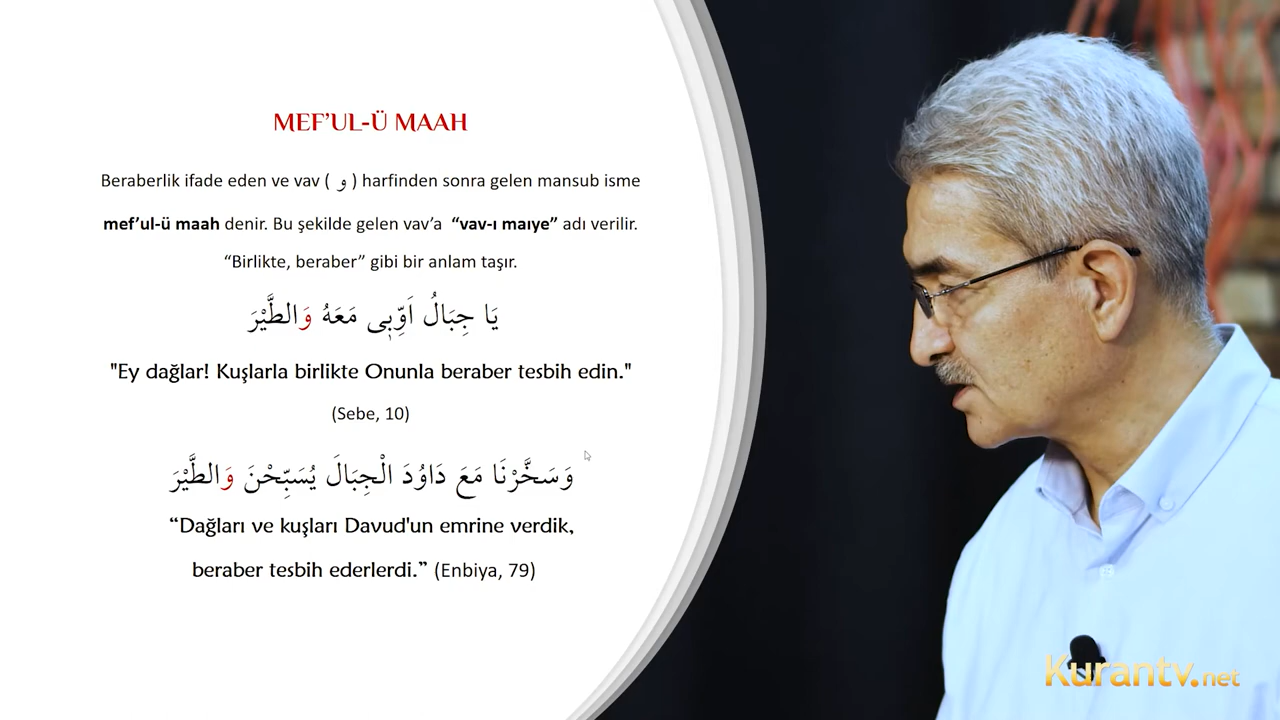 MEF’UL-Ü MAAH
Beraberlik ifade eden ve vav ( و ) harfinden sonra gelen mansub isme
mef’ul-ü maah denir. Bu şekilde gelen vav’a “vav-ı maıye” adı verilir.
“Birlikte, beraber” gibi bir anlam taşır.
يَا جِبَالُ اَوِّبٖى مَعَهُ وَالطَّيْرَ
"Ey dağlar! Kuşlarla birlikte Onunla beraber tesbih edin."
(Sebe, 10)
وَسَخَّرْنَا مَعَ دَاوُدَ الْجِبَالَ يُسَبِّحْنَ وَالطَّيْرَ
“Dağları ve kuşları Davud'un emrine verdik,
beraber tesbih ederlerdi.” (Enbiya, 79)
Kurantv.net